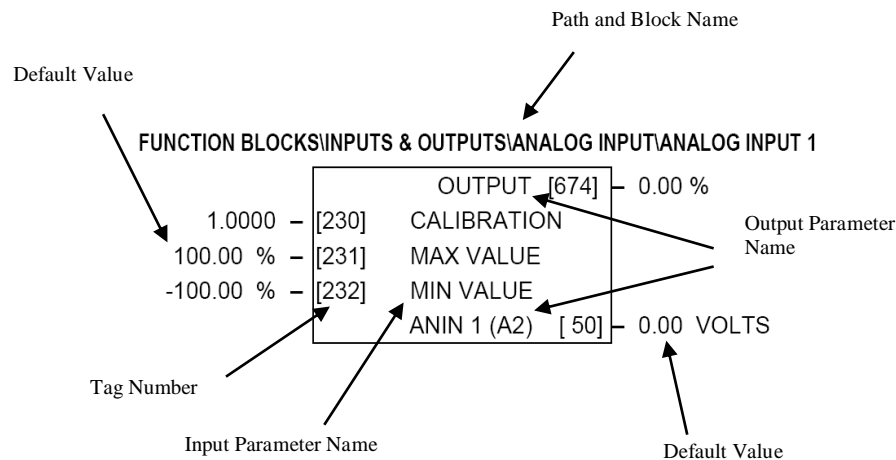 Path and Block Name
Default Value
FUNCTION BLOCKS\INPUTS & OUTPUTS\ANALOG INPUT\ANALOG INPUT 1
OUTPUT [674] – 0.00 %
1.0000 – [230] CALIBRATION
100.00 % – [231] MAX VALUE
-100.00 % – [232] MIN VALUE
ANIN 1 (A2) [ 50] – 0.00 VOLTS
Output Parameter
Name
Tag Number
Input Parameter Name
Default Value